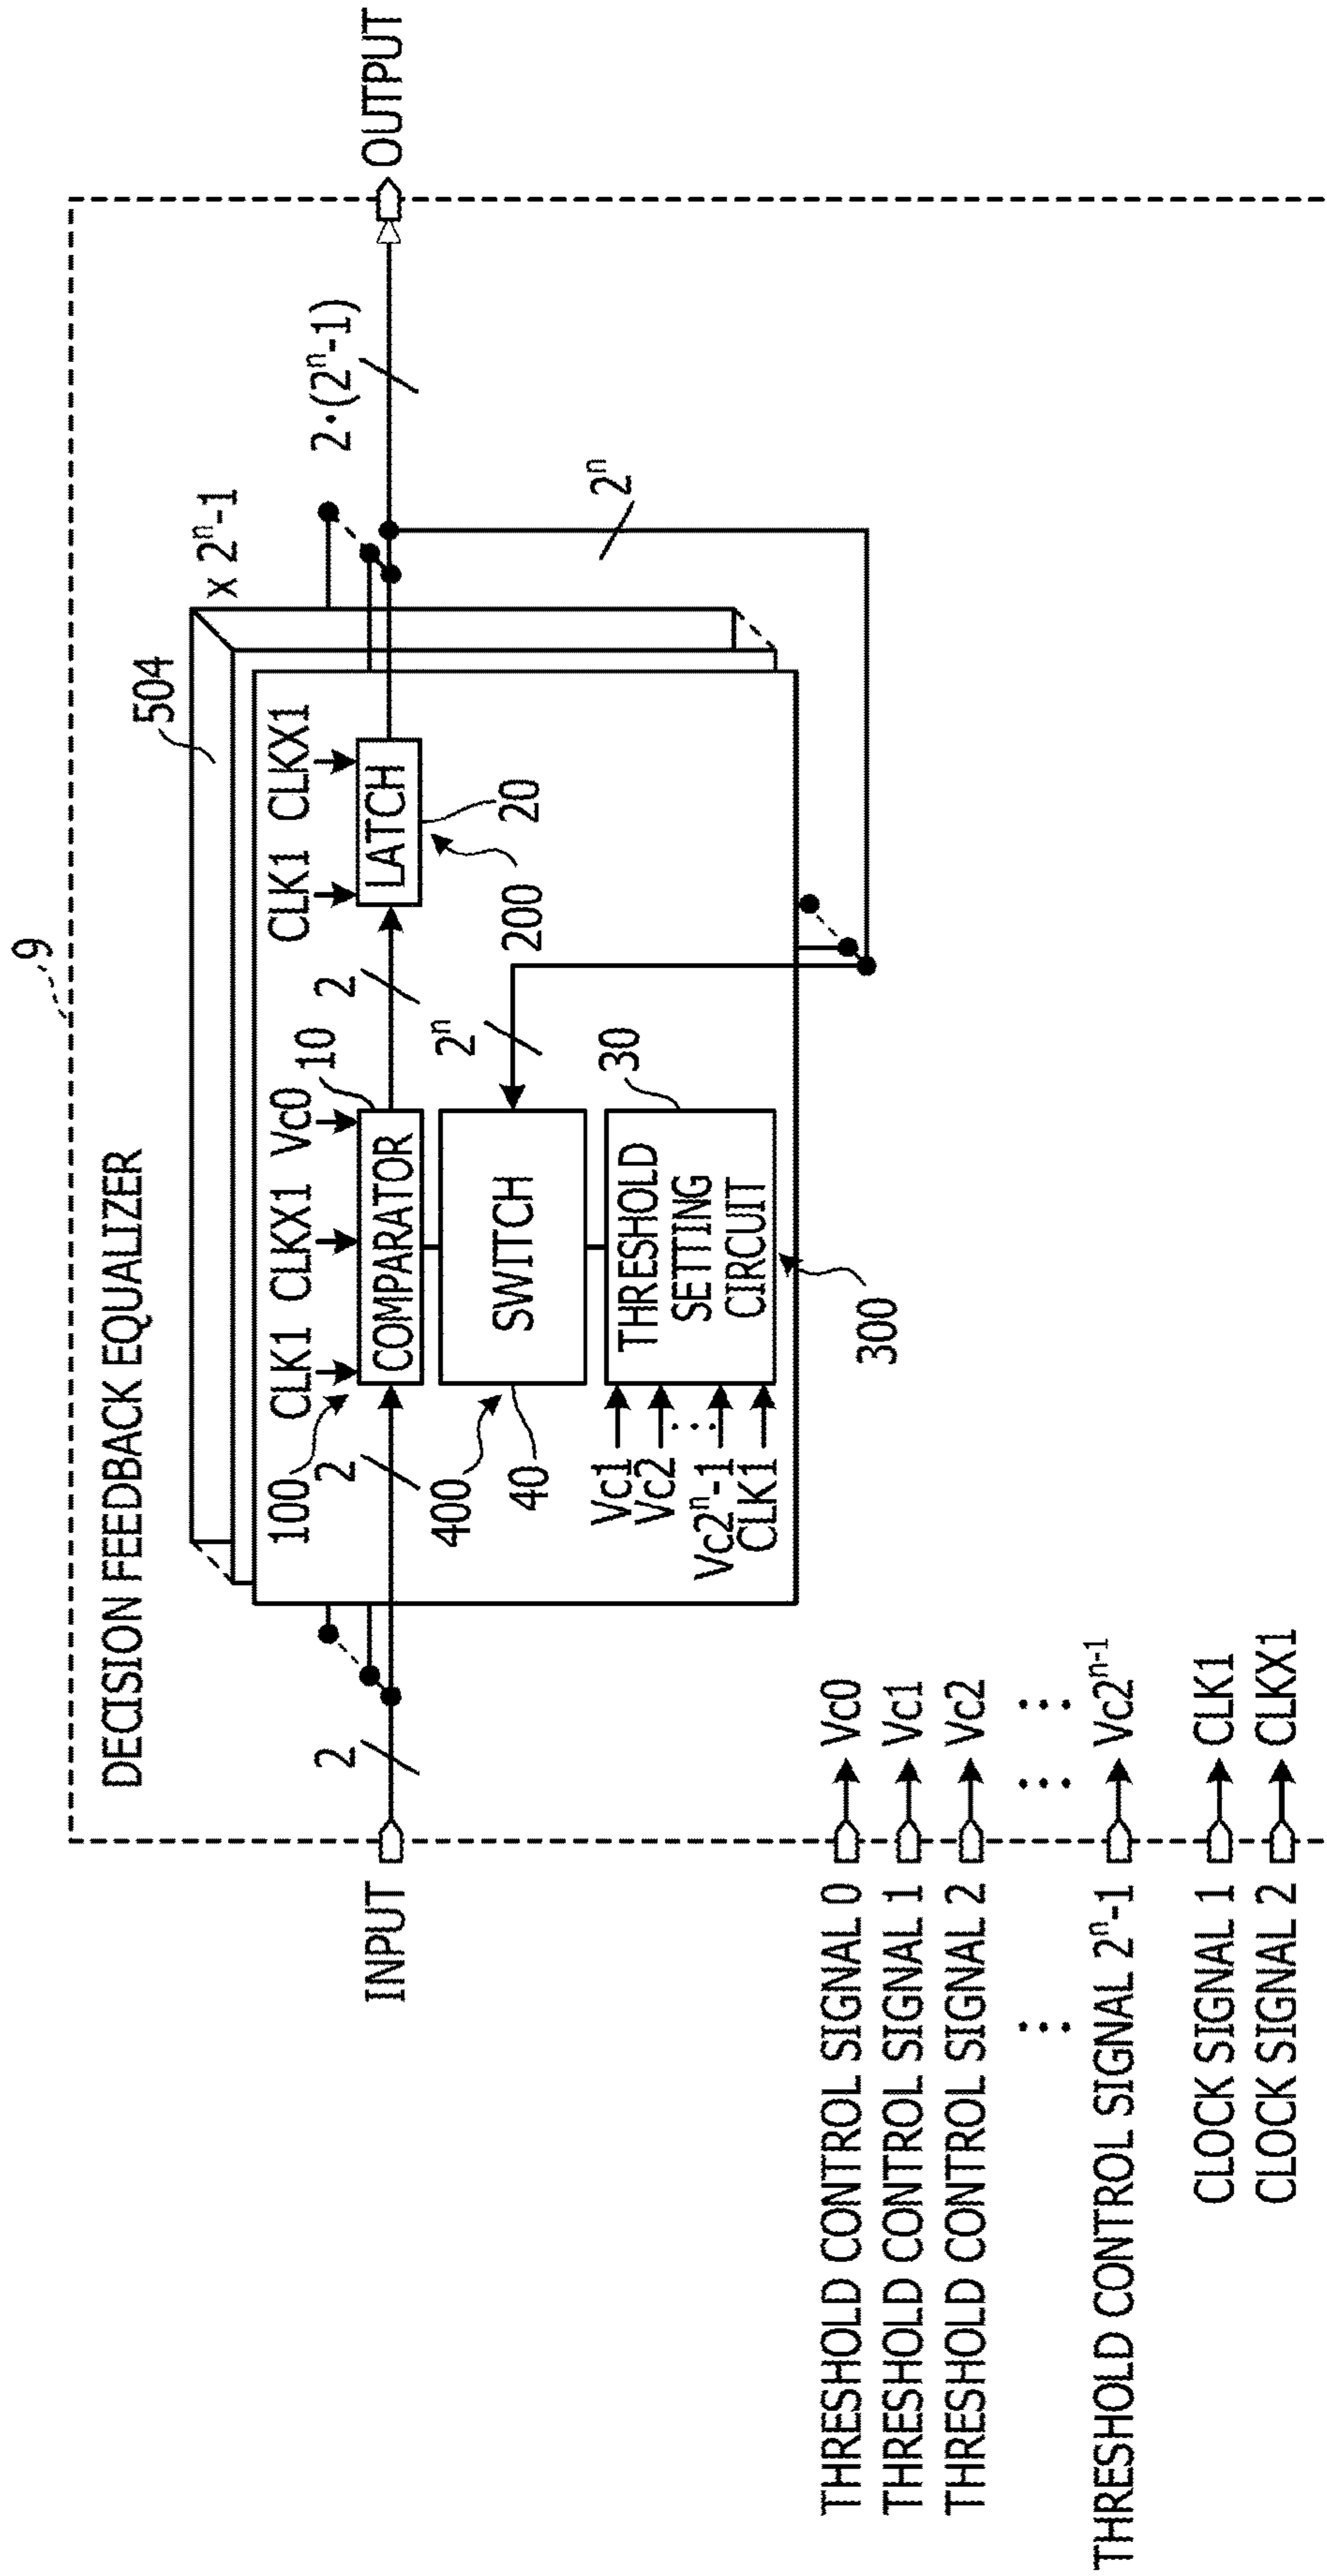 9
DECISION FEEDBACK EQUALIZER
504
x 2ⁿ-1
CLK1 CLKX1 Vc0
10
CLK1 CLKX1
INPUT
2
100
2
COMPARATOR
2
LATCH
20
200
2·(2ⁿ-1)
OUTPUT
400
40
SWITCH
2ⁿ
2ⁿ
30
THRESHOLD
SETTING
CIRCUIT
300
Vc1
Vc2
⋮
Vc2ⁿ-1
CLK1
THRESHOLD CONTROL SIGNAL 0 Vc0
THRESHOLD CONTROL SIGNAL 1 Vc1
THRESHOLD CONTROL SIGNAL 2 Vc2
⋮ ⋮ ⋮
THRESHOLD CONTROL SIGNAL 2ⁿ-1 Vc2ⁿ⁻¹
CLOCK SIGNAL 1 CLK1
CLOCK SIGNAL 2 CLKX1